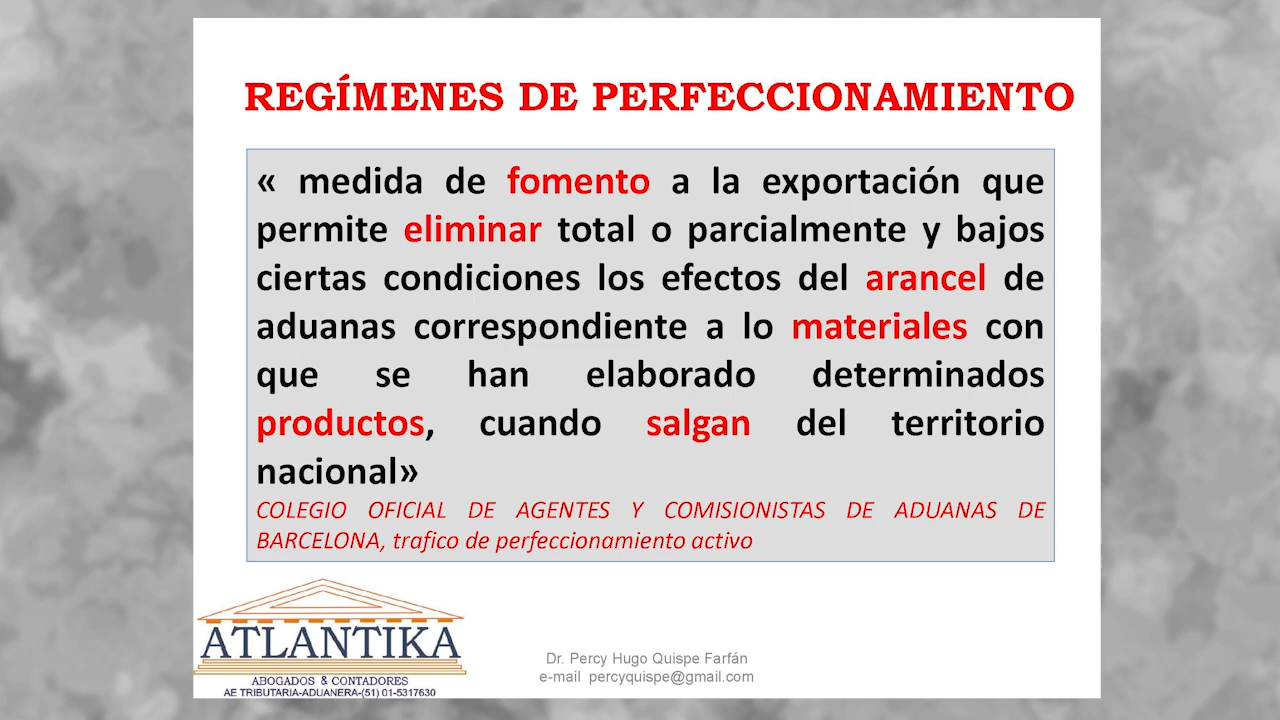 REGÍMENES DE PERFECCIONAMIENTO
« medida de fomento a la exportación que
permite eliminar total o parcialmente y bajos
ciertas condiciones los efectos del arancel de
aduanas correspondiente a lo materiales con
que se han elaborado determinados
productos, cuando salgan del territorio
nacional»
COLEGIO OFICIAL DE AGENTES Y COMISIONISTAS DE ADUANAS DE
BARCELONA, trafico de perfeccionamiento activo
ATLANTIKA
ABOGADOS & CONTADORES
AE TRIBUTARIA-ADUANERA-(51) 01-5317630
Dr. Percy Hugo Quispe Farfán
e-mail percyquispe@gmail.com